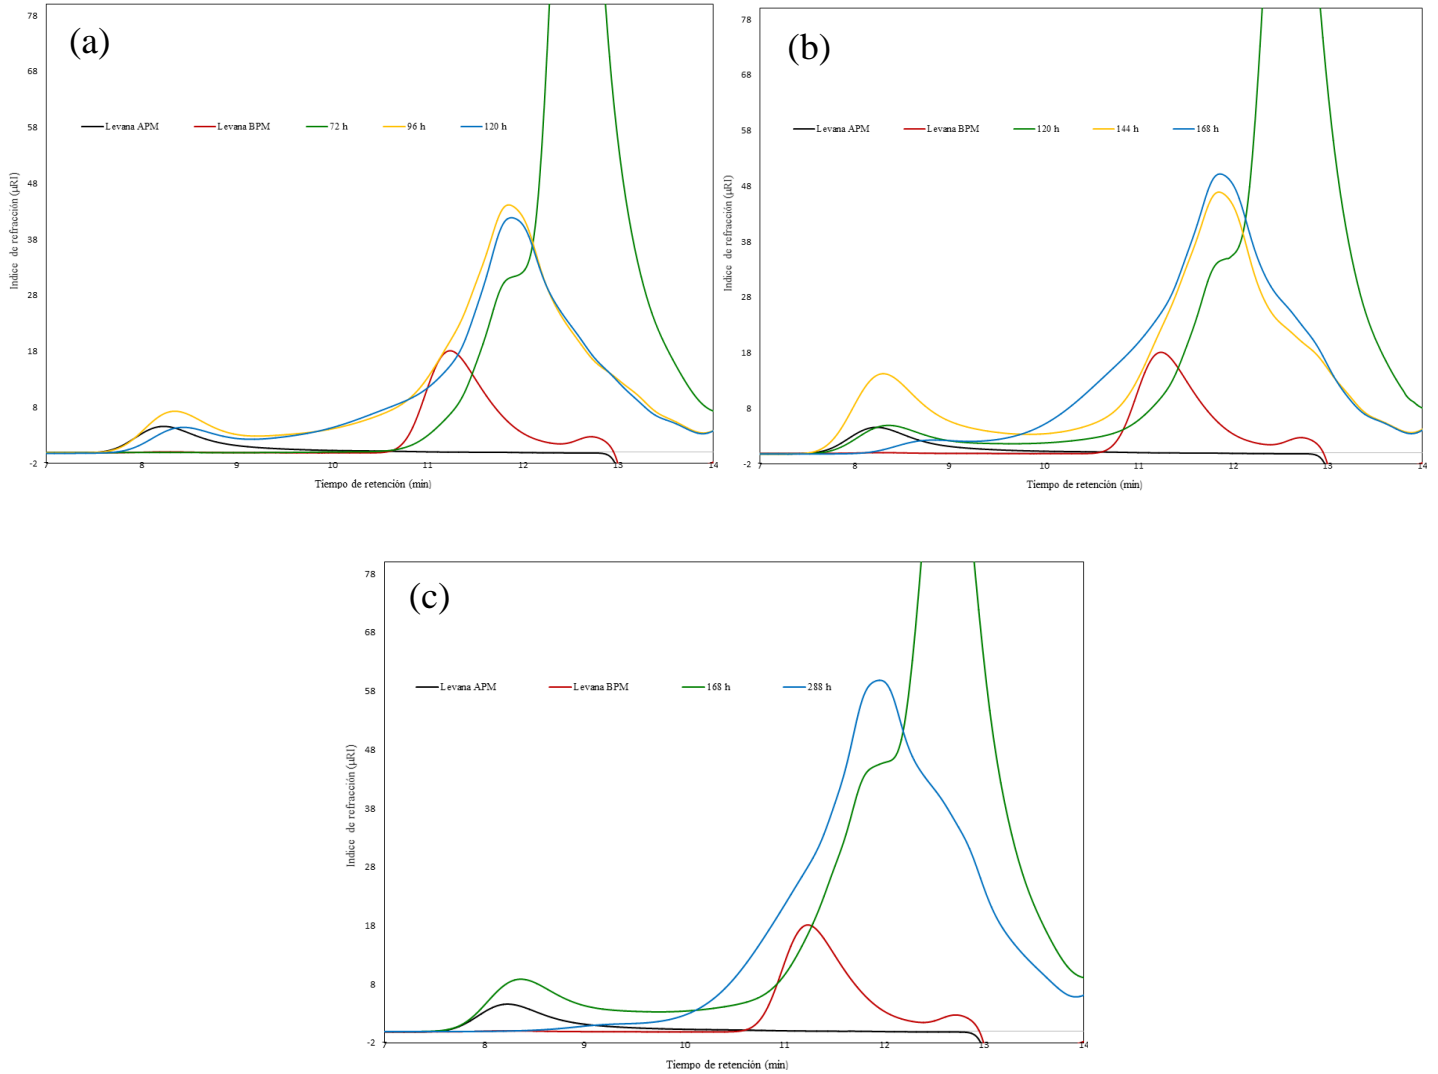 (a)
78
68
58
48
38
28
18
8
-2
Levana APM Levana BPM 72 h 96 h 120 h
Indice de refracción (µRI)
7 8 9 10 11 12 13 14
Tiempo de retención (min)
(b)
78
68
58
48
38
28
18
8
-2
Levana APM Levana BPM 120 h 144 h 168 h
Indice de refracción (µRI)
7 8 9 10 11 12 13 14
Tiempo de retención (min)
(c)
78
68
58
48
38
28
18
8
-2
Levana APM Levana BPM 168 h 288 h
Indice de refracción (µRI)
7 8 9 10 11 12 13 14
Tiempo de retención (min)